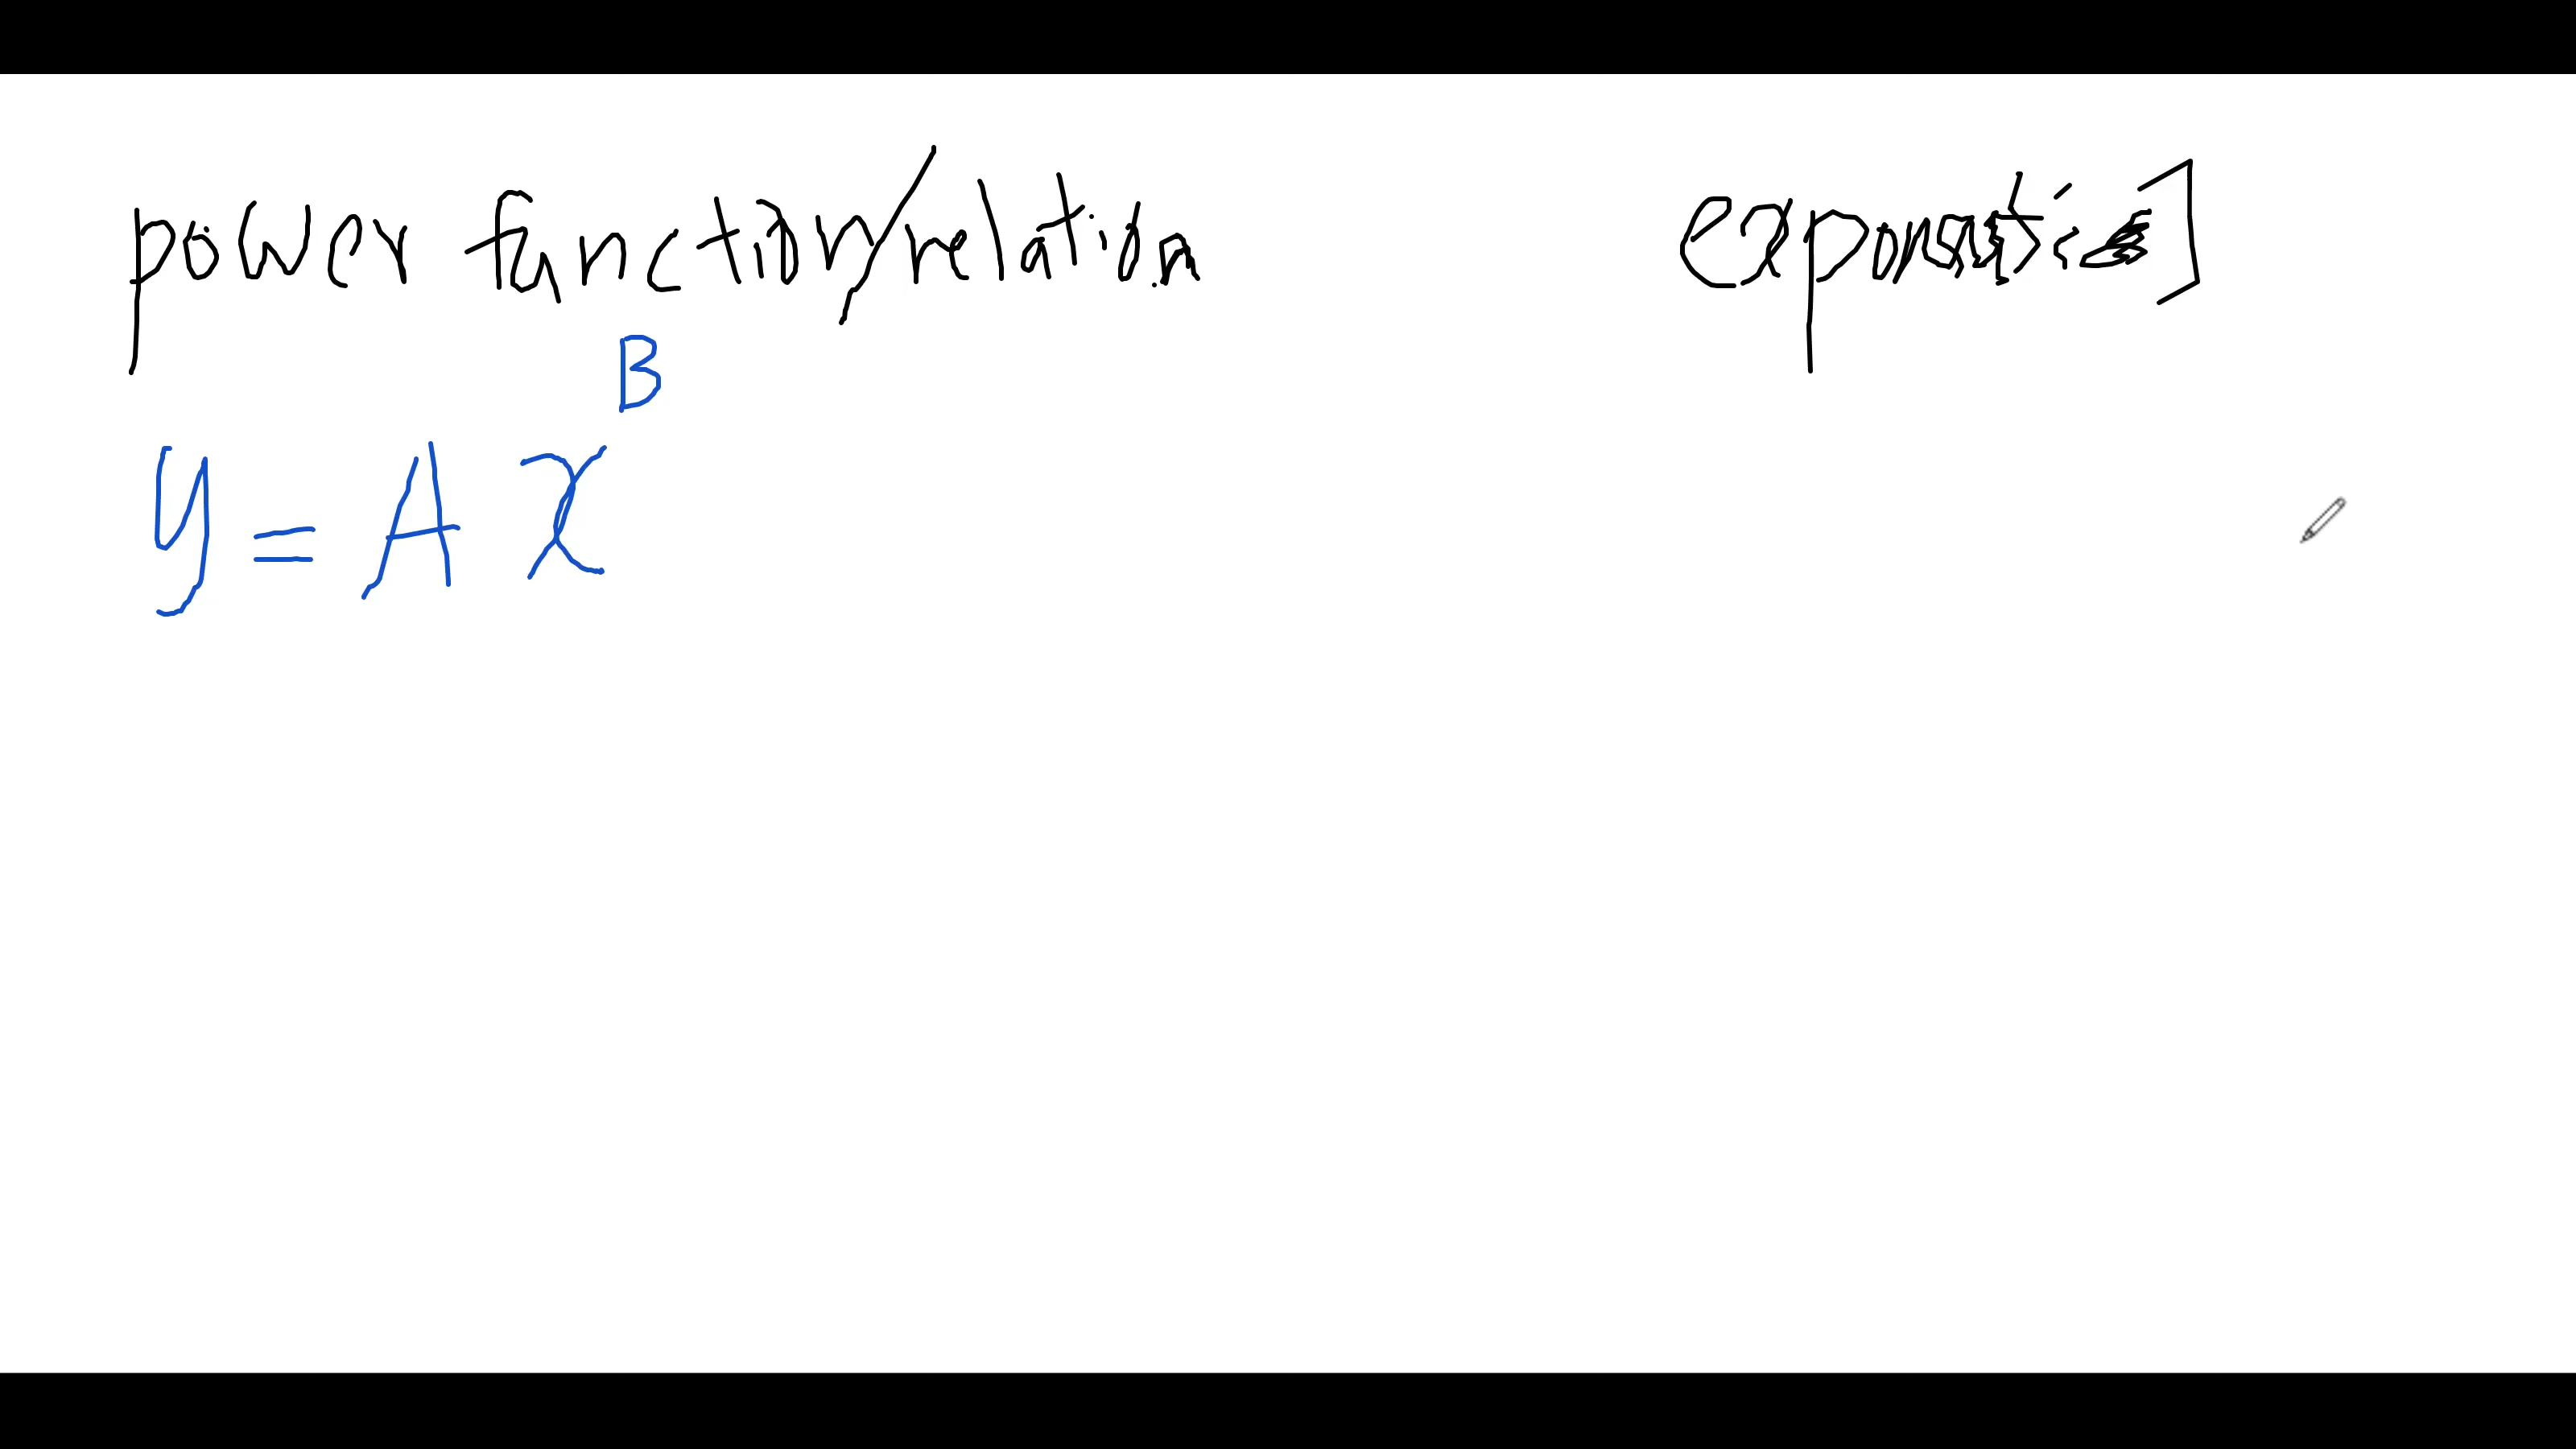 power function/relation
y = A x^B